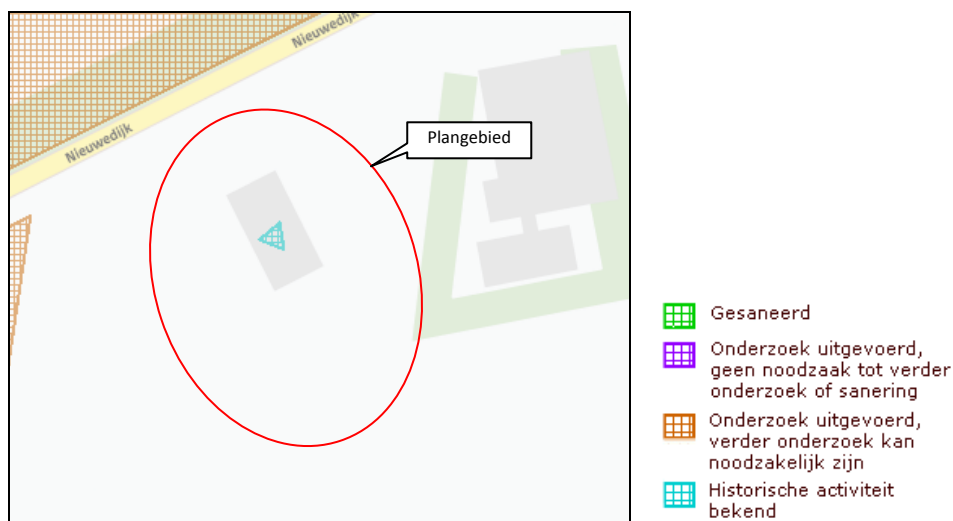 Nieuwedijk
Nieuwedijk
Plangebied
Gesaneerd
Onderzoek uitgevoerd,
geen noodzaak tot verder
onderzoek of sanering
Onderzoek uitgevoerd,
verder onderzoek kan
noodzakelijk zijn
Historische activiteit
bekend